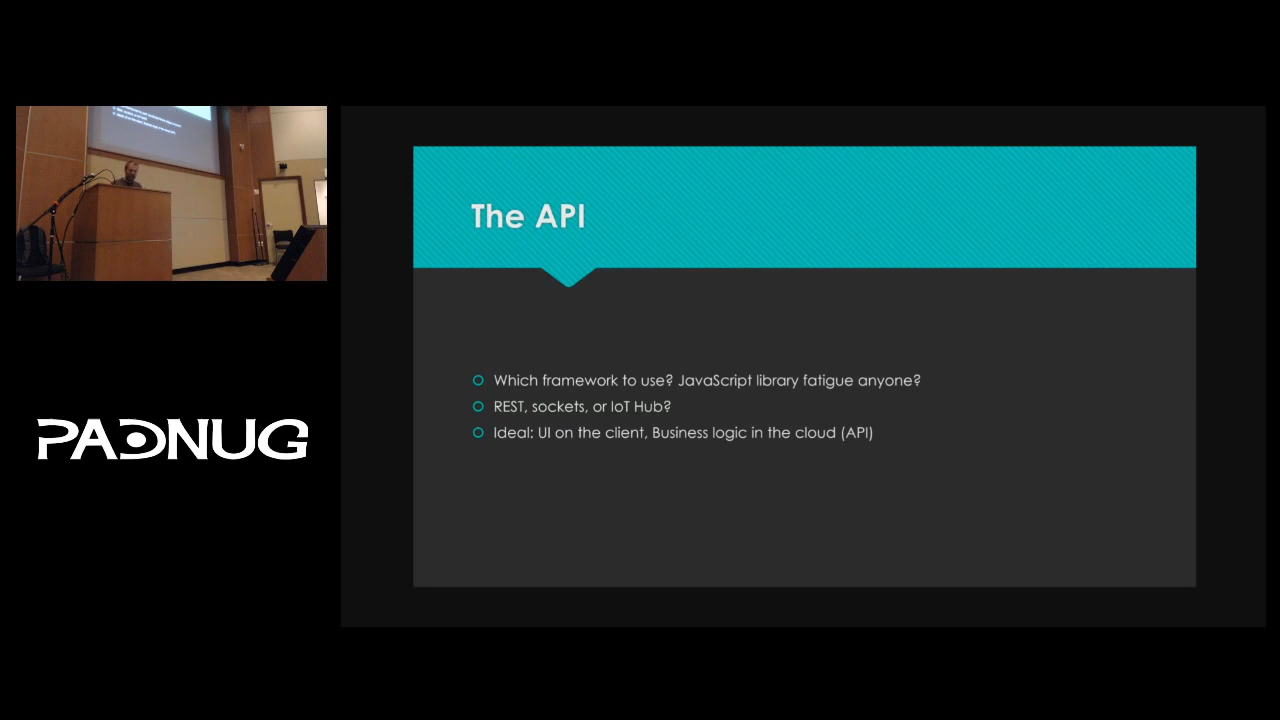 The API
Which framework to use? JavaScript library fatigue anyone?
REST, sockets, or IoT Hub?
Ideal: UI on the client, Business logic in the cloud (API)
PADNUG